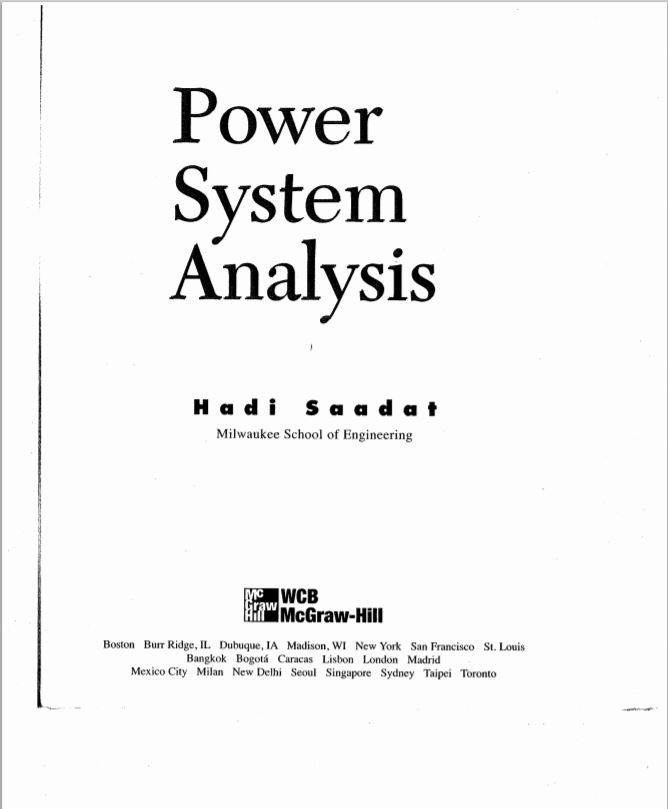 Power
System
Analysis
Hadi Saadat
Milwaukee School of Engineering
Mc
Graw
Hill
WCB
McGraw-Hill
Boston Burr Ridge, IL Dubuque, IA Madison, WI New York San Francisco St. Louis
Bangkok Bogotá Caracas Lisbon London Madrid
Mexico City Milan New Delhi Seoul Singapore Sydney Taipei Toronto